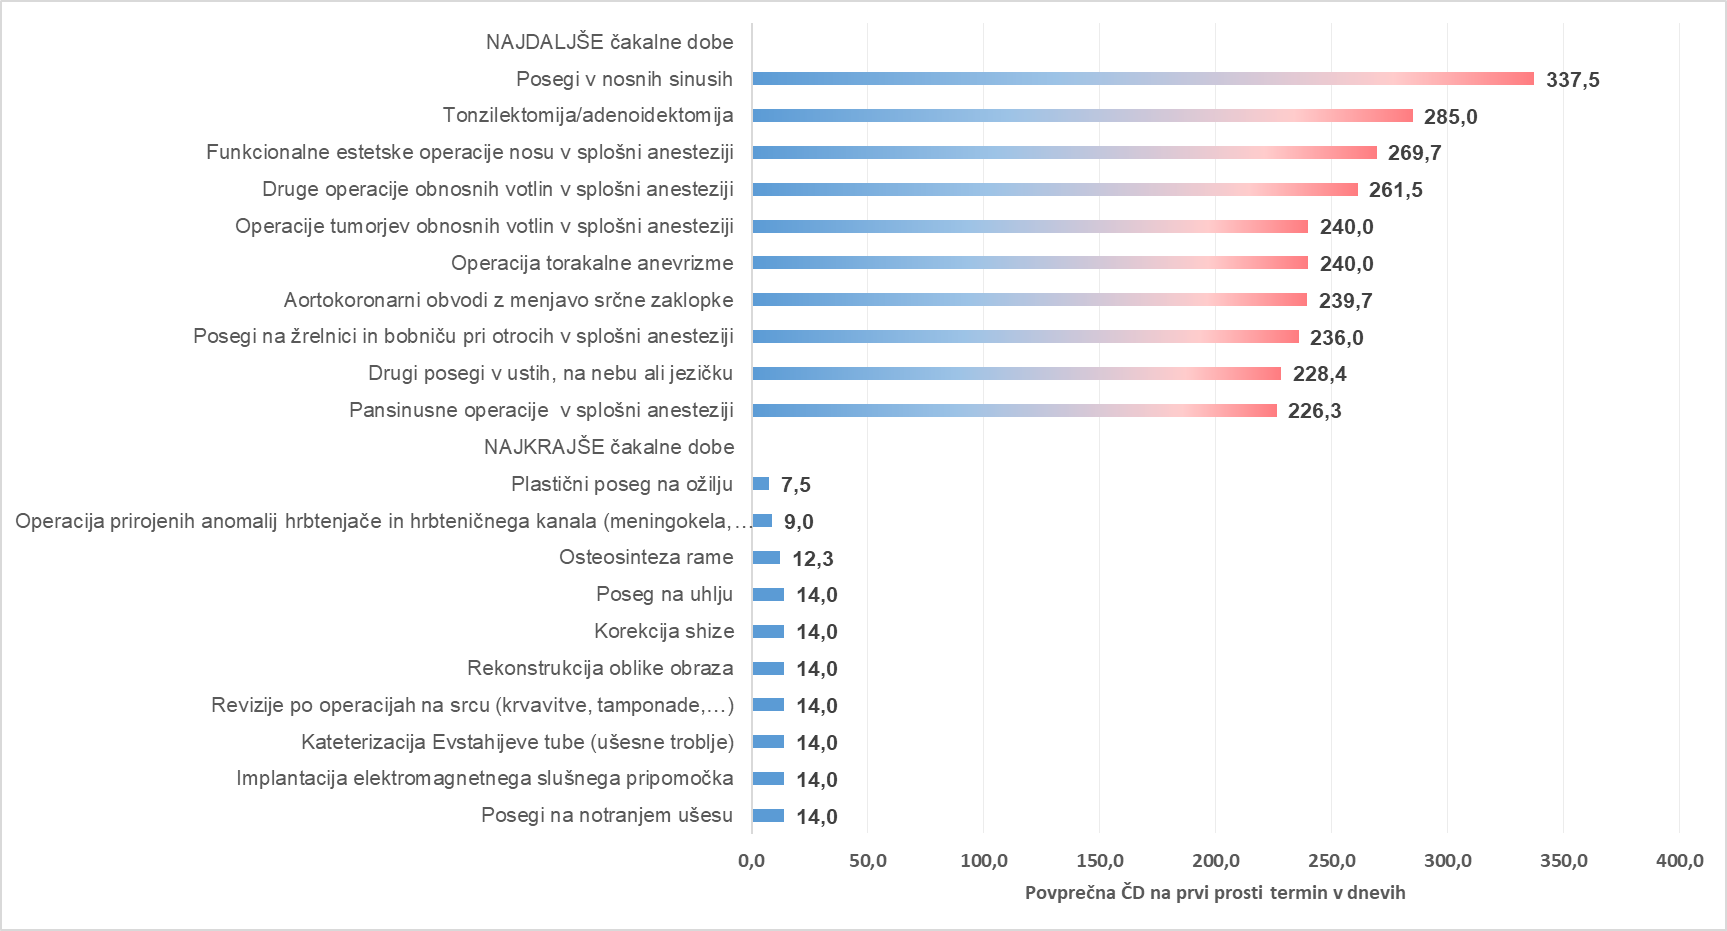 NAJDALJŠE čakalne dobe
Posegi v nosnih sinusih 337,5
Tonzilektomija/adenoidektomija 285,0
Funkcionalne estetske operacije nosu v splošni anesteziji 269,7
Druge operacije obnosnih votlin v splošni anesteziji 261,5
Operacije tumorjev obnosnih votlin v splošni anesteziji 240,0
Operacija torakalne anevrizme 240,0
Aortokoronarni obvodi z menjavo srčne zaklopke 239,7
Posegi na žrelnici in bobniču pri otrocih v splošni anesteziji 236,0
Drugi posegi v ustih, na nebu ali jezičku 228,4
Pansinusne operacije v splošni anesteziji 226,3
NAJKRAJŠE čakalne dobe
Plastični poseg na ožilju 7,5
Operacija prirojenih anomalij hrbtenjače in hrbteničnega kanala (meningokela,… 9,0
Osteosinteza rame 12,3
Poseg na uhlju 14,0
Korekcija shize 14,0
Rekonstrukcija oblike obraza 14,0
Revizije po operacijah na srcu (krvavitve, tamponade,…) 14,0
Kateterizacija Evstahijeve tube (ušesne troblje) 14,0
Implantacija elektromagnetnega slušnega pripomočka 14,0
Posegi na notranjem ušesu 14,0
0,0 50,0 100,0 150,0 200,0 250,0 300,0 350,0 400,0
Povprečna ČD na prvi prosti termin v dnevih